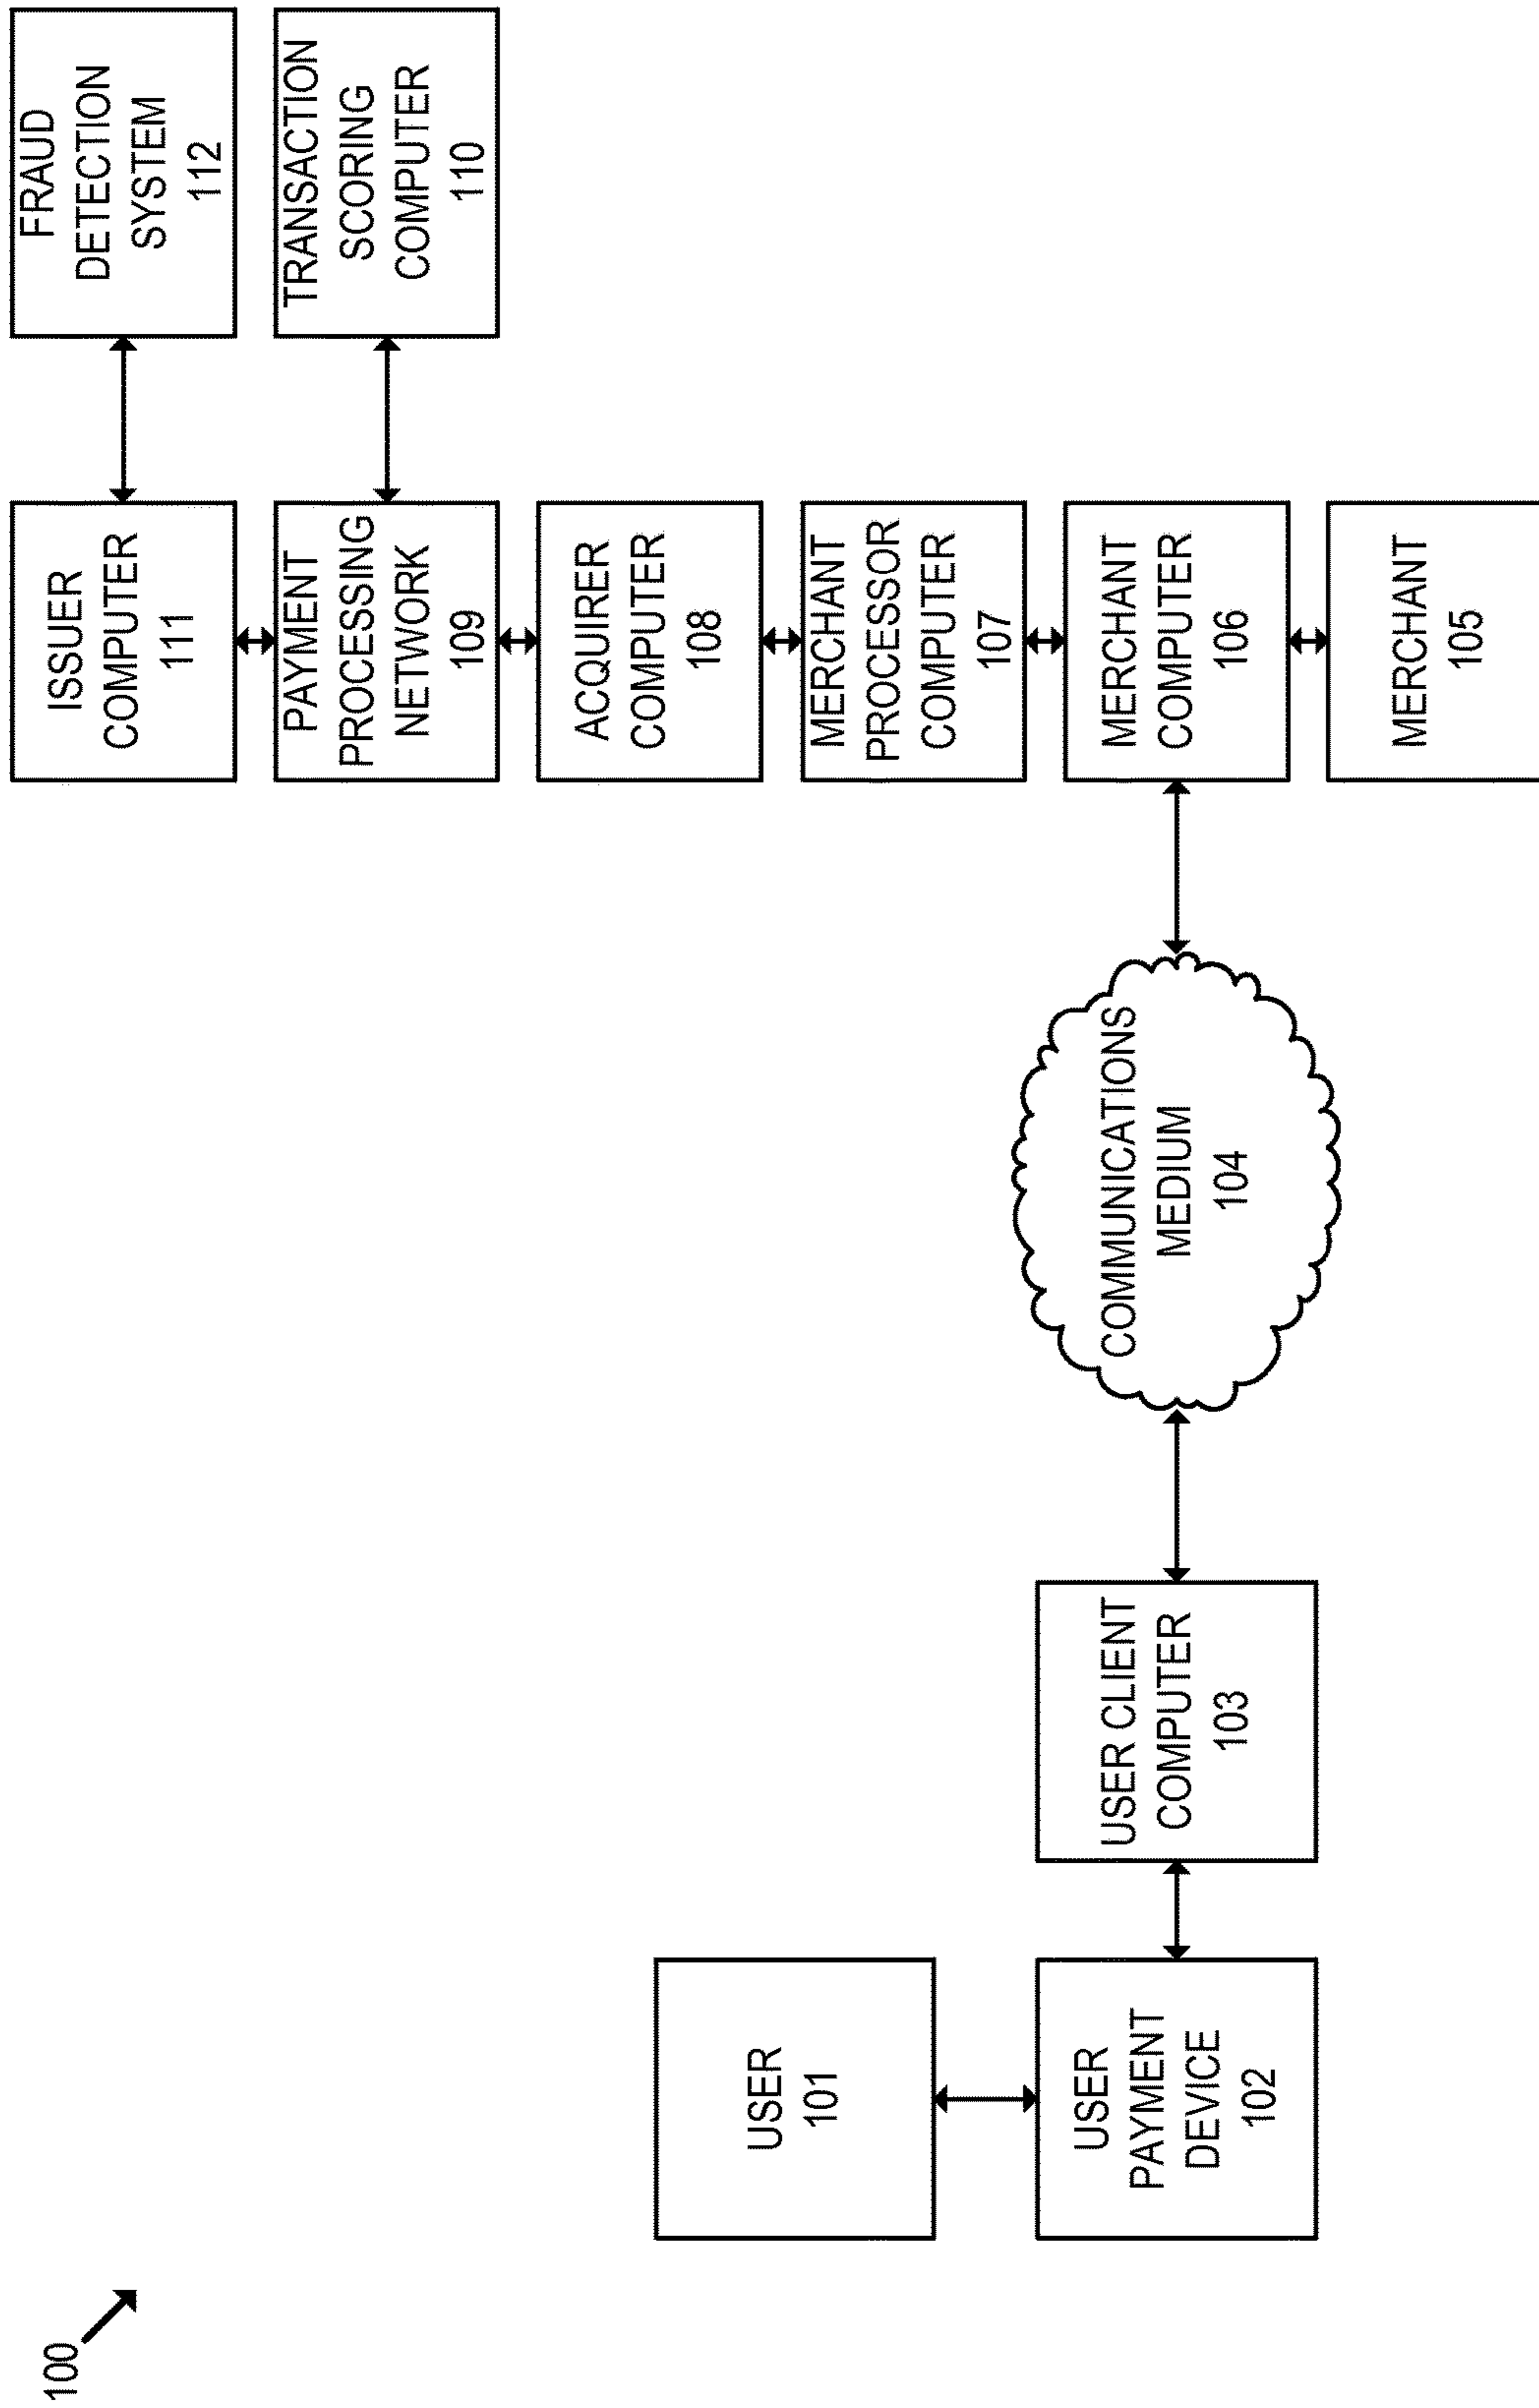 100
USER
101
USER
PAYMENT
DEVICE
102
USER CLIENT
COMPUTER
103
COMMUNICATIONS
MEDIUM
104
ISSUER
COMPUTER
111
PAYMENT
PROCESSING
NETWORK
109
ACQUIRER
COMPUTER
108
MERCHANT
PROCESSOR
COMPUTER
107
MERCHANT
COMPUTER
106
MERCHANT
105
FRAUD
DETECTION
SYSTEM
112
TRANSACTION
SCORING
COMPUTER
110